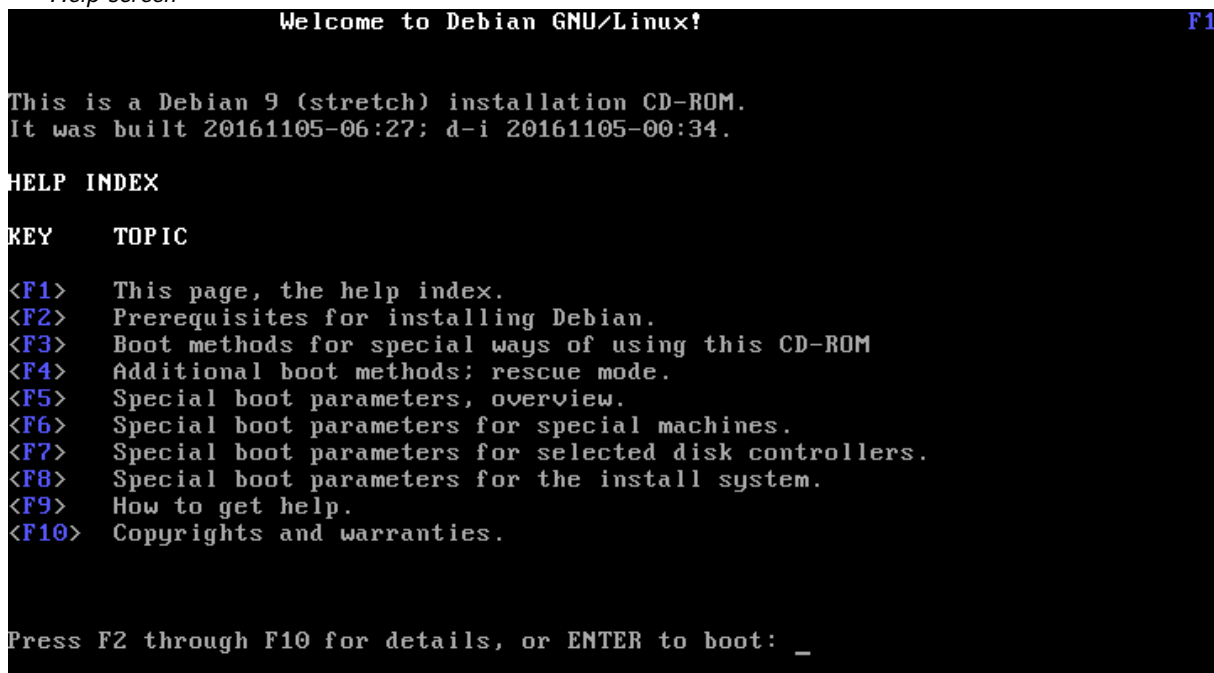 Help screen
Welcome to Debian GNU/Linux! F1
This is a Debian 9 (stretch) installation CD-ROM.
It was built 20161105-06:27; d-i 20161105-00:34.
HELP INDEX
KEY TOPIC
<F1> This page, the help index.
<F2> Prerequisites for installing Debian.
<F3> Boot methods for special ways of using this CD-ROM
<F4> Additional boot methods; rescue mode.
<F5> Special boot parameters, overview.
<F6> Special boot parameters for special machines.
<F7> Special boot parameters for selected disk controllers.
<F8> Special boot parameters for the install system.
<F9> How to get help.
<F10> Copyrights and warranties.
Press F2 through F10 for details, or ENTER to boot: _